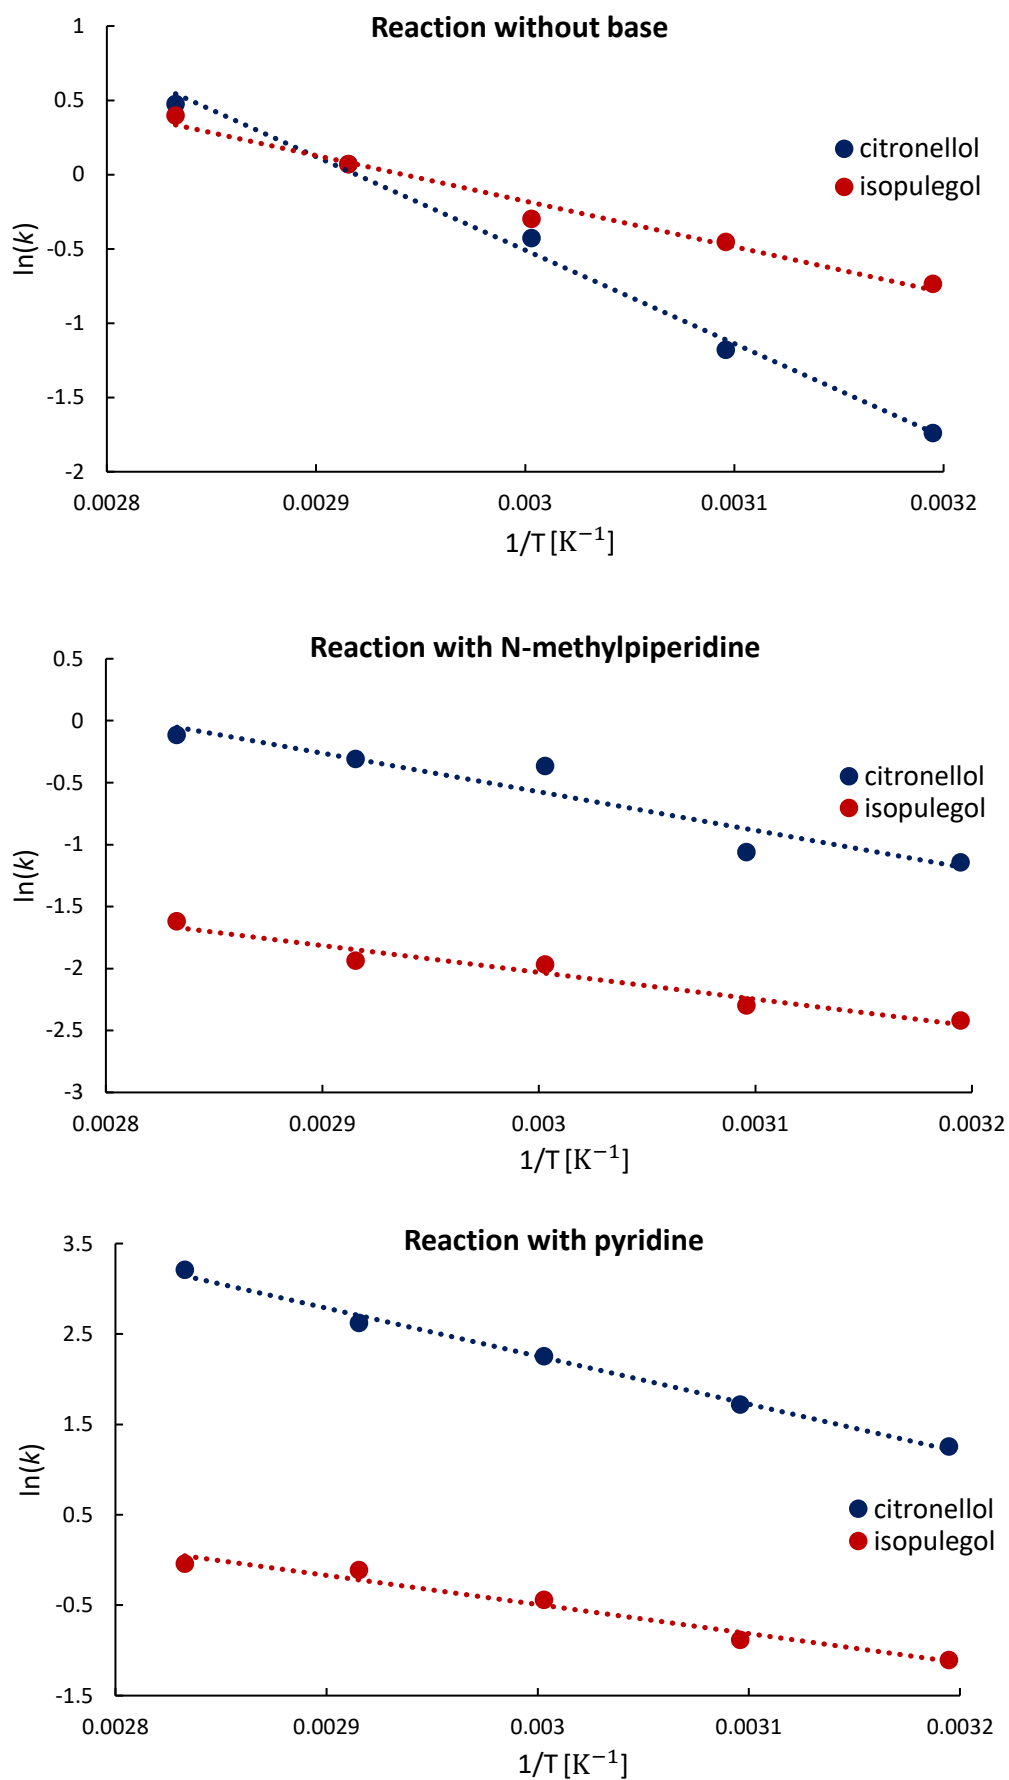 Reaction without base
1
0.5
0
-0.5
-1
-1.5
-2
ln(k)
citronellol
isopulegol
0.0028
0.0029
0.003
0.0031
0.0032
1/T [K⁻¹]
Reaction with N-methylpiperidine
0.5
0
-0.5
-1
-1.5
-2
-2.5
-3
ln(k)
citronellol
isopulegol
0.0028
0.0029
0.003
0.0031
0.0032
1/T [K⁻¹]
Reaction with pyridine
3.5
2.5
1.5
0.5
-0.5
-1.5
ln(k)
citronellol
isopulegol
0.0028
0.0029
0.003
0.0031
0.0032
1/T [K⁻¹]